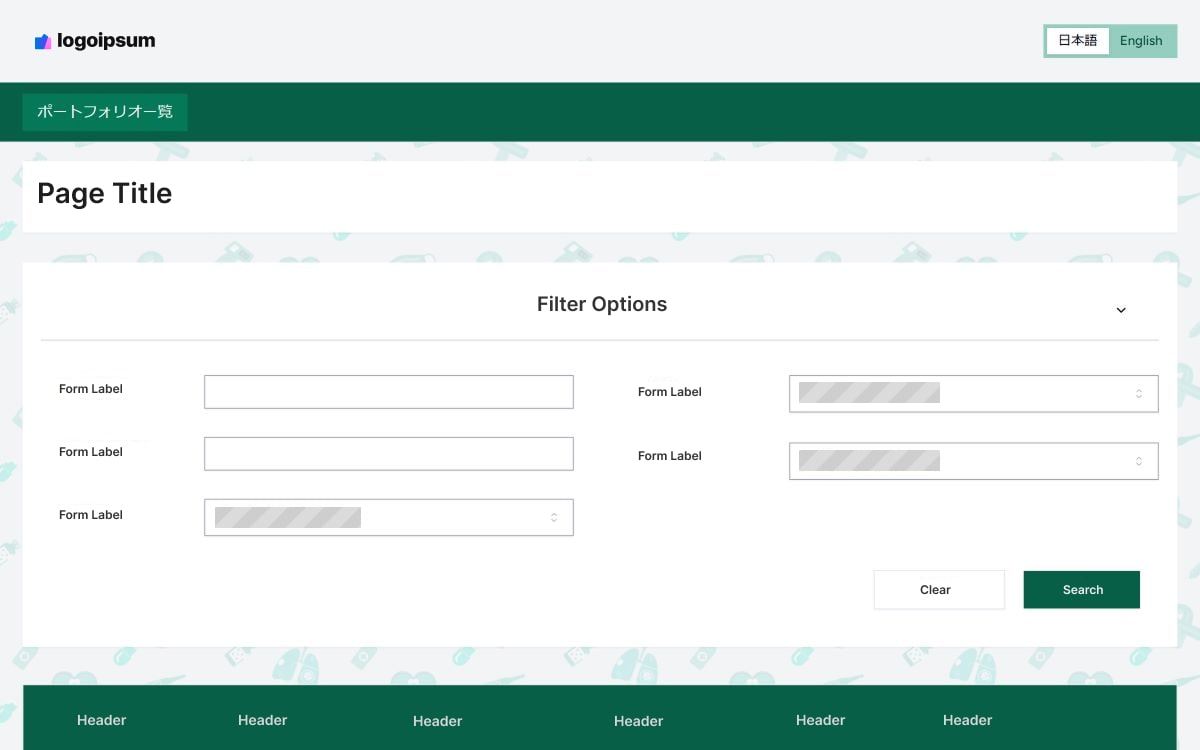 logoipsum
日本語 English
ポートフォリオ一覧
Page Title
Filter Options
Form Label
Form Label
Form Label
Form Label
Form Label
Clear Search
Header Header Header Header Header Header